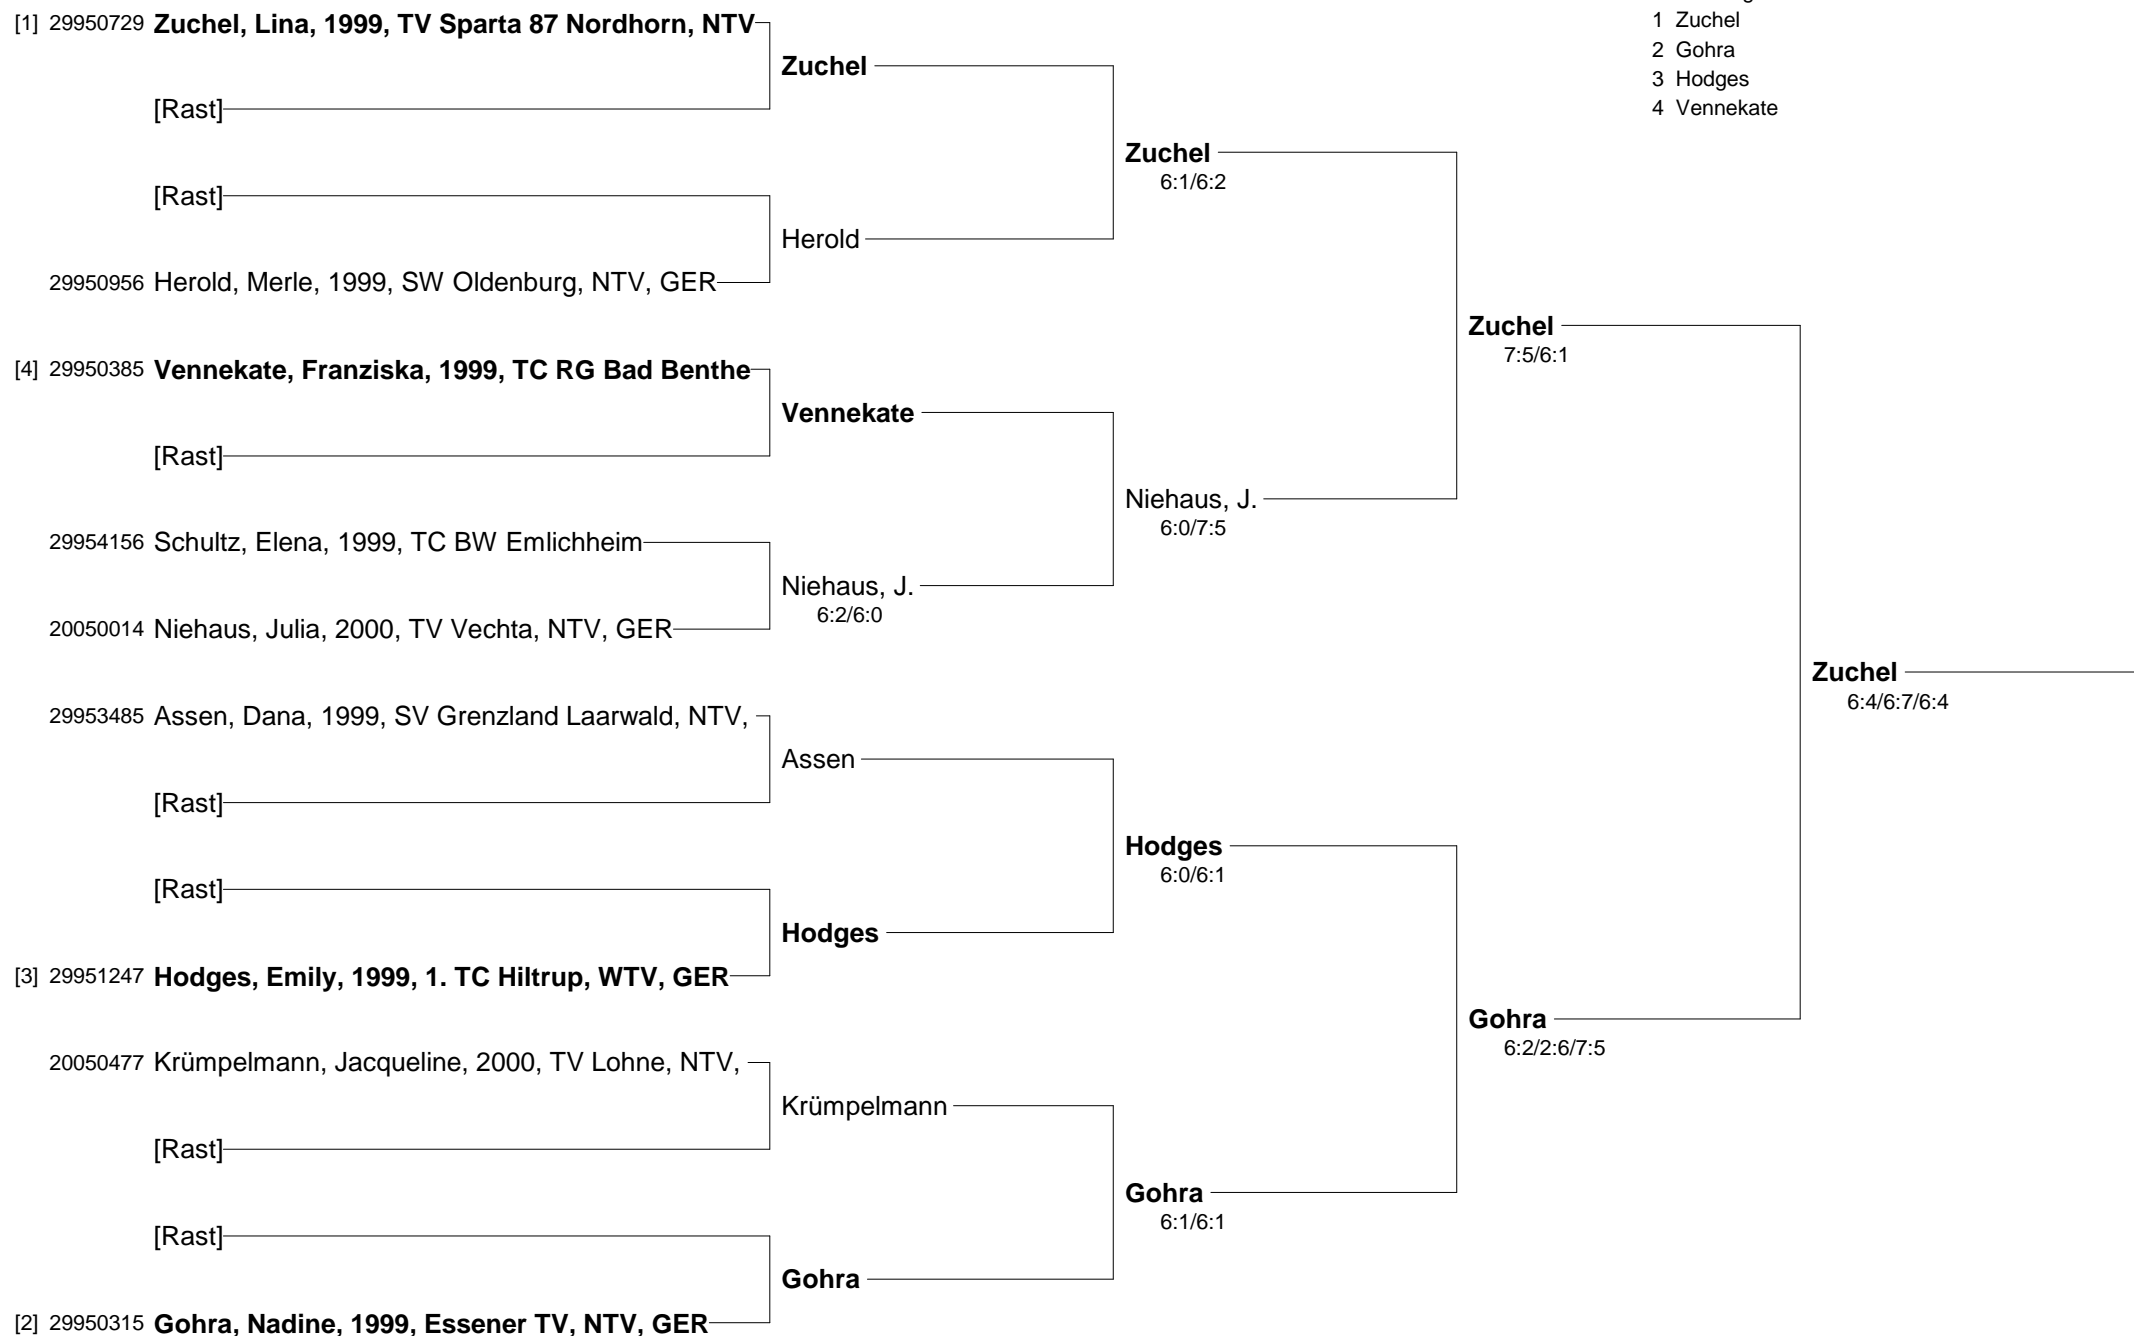 [1] 29950729 Zuchel, Lina, 1999, TV Sparta 87 Nordhorn, NTV
1 Zuchel
2 Gohra
3 Hodges
4 Vennekate
Zuchel
[Rast]
Zuchel
6:1/6:2
[Rast]
Herold
29950956 Herold, Merle, 1999, SW Oldenburg, NTV, GER
Zuchel
7:5/6:1
[4] 29950385 Vennekate, Franziska, 1999, TC RG Bad Benthe
Vennekate
[Rast]
Niehaus, J.
6:0/7:5
29954156 Schultz, Elena, 1999, TC BW Emlichheim
Niehaus, J.
6:2/6:0
20050014 Niehaus, Julia, 2000, TV Vechta, NTV, GER
Zuchel
6:4/6:7/6:4
29953485 Assen, Dana, 1999, SV Grenzland Laarwald, NTV,
Assen
[Rast]
Hodges
6:0/6:1
[Rast]
Hodges
[3] 29951247 Hodges, Emily, 1999, 1. TC Hiltrup, WTV, GER
Gohra
6:2/2:6/7:5
20050477 Krümpelmann, Jacqueline, 2000, TV Lohne, NTV,
Krümpelmann
[Rast]
Gohra
6:1/6:1
[Rast]
Gohra
[2] 29950315 Gohra, Nadine, 1999, Essener TV, NTV, GER